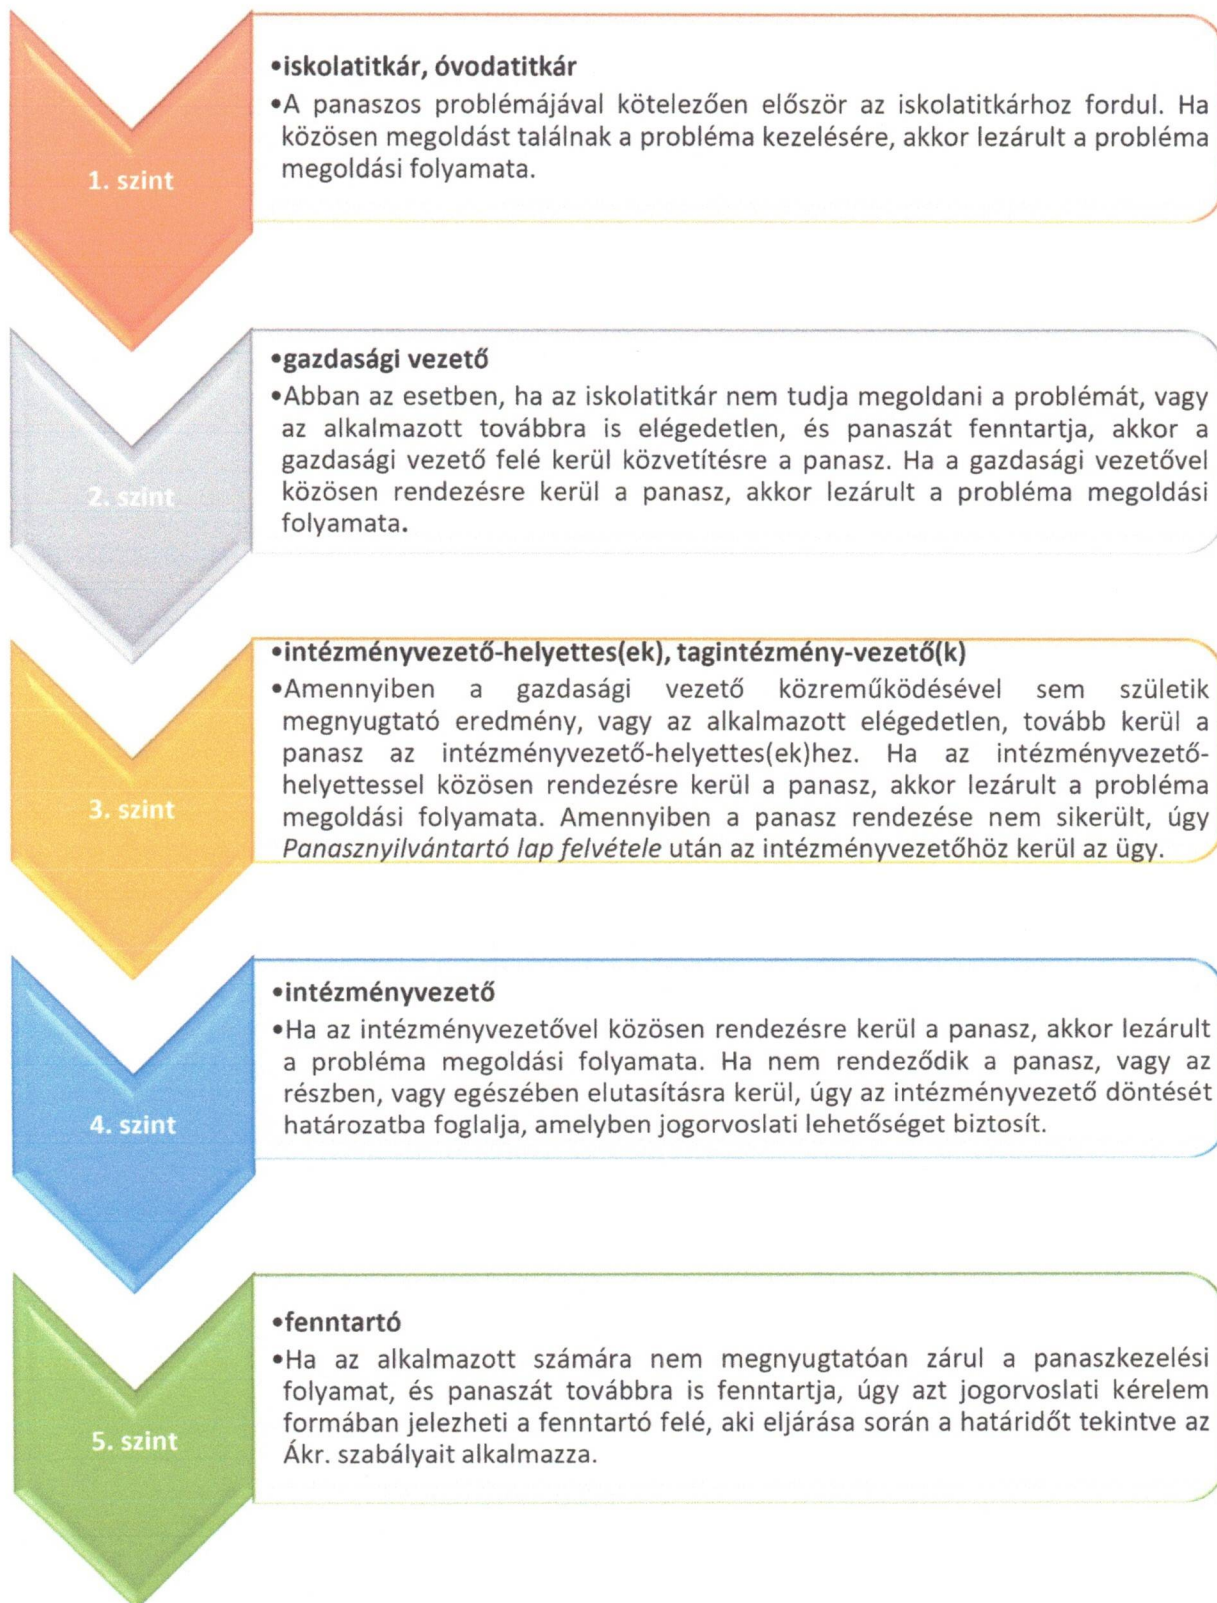 1. szint
•iskolatitkár, óvodatitkár
•A panaszos problémájával kötelezően először az iskolatitkárhoz fordul. Ha
közösen megoldást találnak a probléma kezelésére, akkor lezárult a probléma
megoldási folyamata.
2. szint
•gazdasági vezető
•Abban az esetben, ha az iskolatitkár nem tudja megoldani a problémát, vagy
az alkalmazott továbbra is elégedetlen, és panaszát fenntartja, akkor a
gazdasági vezető felé kerül közvetítésre a panasz. Ha a gazdasági vezetővel
közösen rendezésre kerül a panasz, akkor lezárult a probléma megoldási
folyamata.
3. szint
•intézményvezető-helyettes(ek), tagintézmény-vezető(k)
•Amennyiben a gazdasági vezető közreműködésével sem születik
megnyugtató eredmény, vagy az alkalmazott elégedetlen, tovább kerül a
panasz az intézményvezető-helyettes(ek)hez. Ha az intézményvezető-
helyettessel közösen rendezésre kerül a panasz, akkor lezárult a probléma
megoldási folyamata. Amennyiben a panasz rendezése nem sikerült, úgy
Panasznyilvántartó lap felvétele után az intézményvezetőhöz kerül az ügy.
4. szint
•intézményvezető
•Ha az intézményvezetővel közösen rendezésre kerül a panasz, akkor lezárult
a probléma megoldási folyamata. Ha nem rendeződik a panasz, vagy az
részben, vagy egészében elutasításra kerül, úgy az intézményvezető döntését
határozatba foglalja, amelyben jogorvoslati lehetőséget biztosít.
5. szint
•fenntartó
•Ha az alkalmazott számára nem megnyugtatóan zárul a panaszkezelési
folyamat, és panaszát továbbra is fenntartja, úgy azt jogorvoslati kérelem
formában jelezheti a fenntartó felé, aki eljárása során a határidőt tekintve az
Ákr. szabályait alkalmazza.